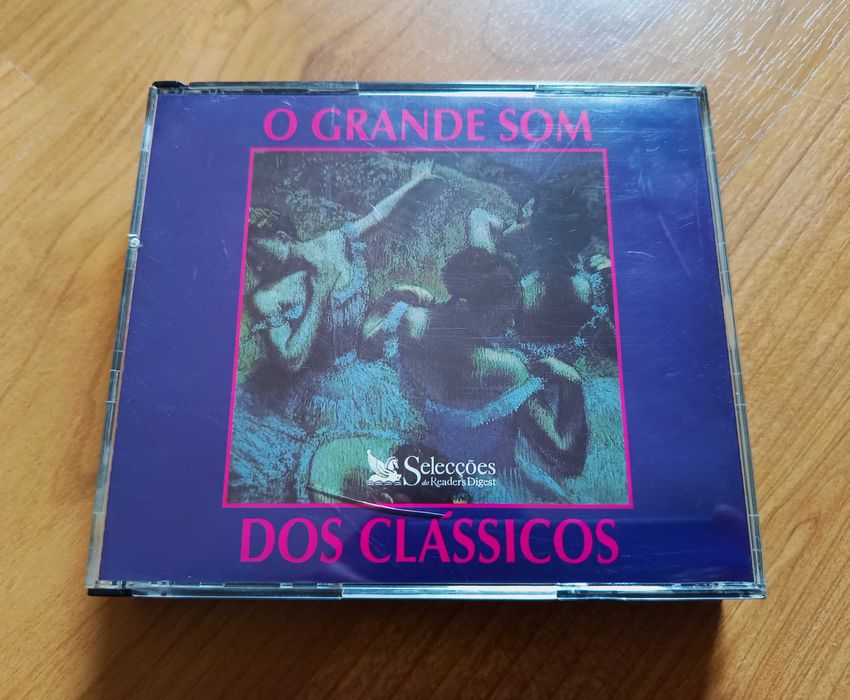 O GRANDE SOM
Selecções
do Reader's Digest
DOS CLÁSSICOS